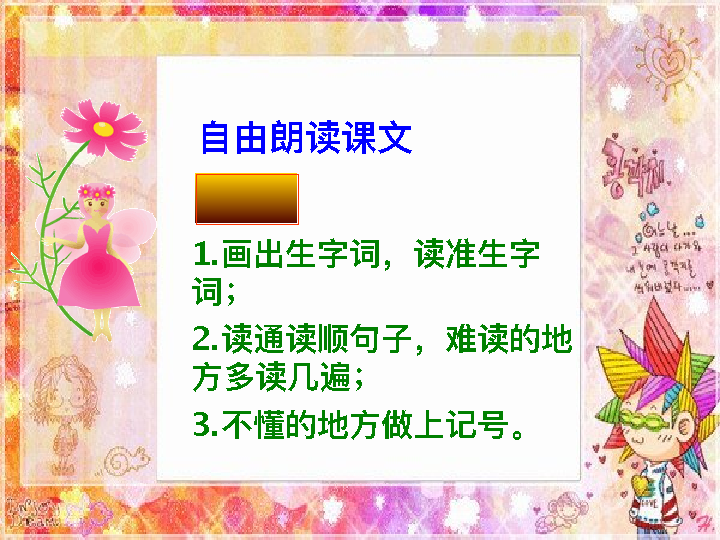 自由朗读课文
1.画出生字词，读准生字
词；
2.读通读顺句子，难读的地
方多读几遍；
3.不懂的地方做上记号。